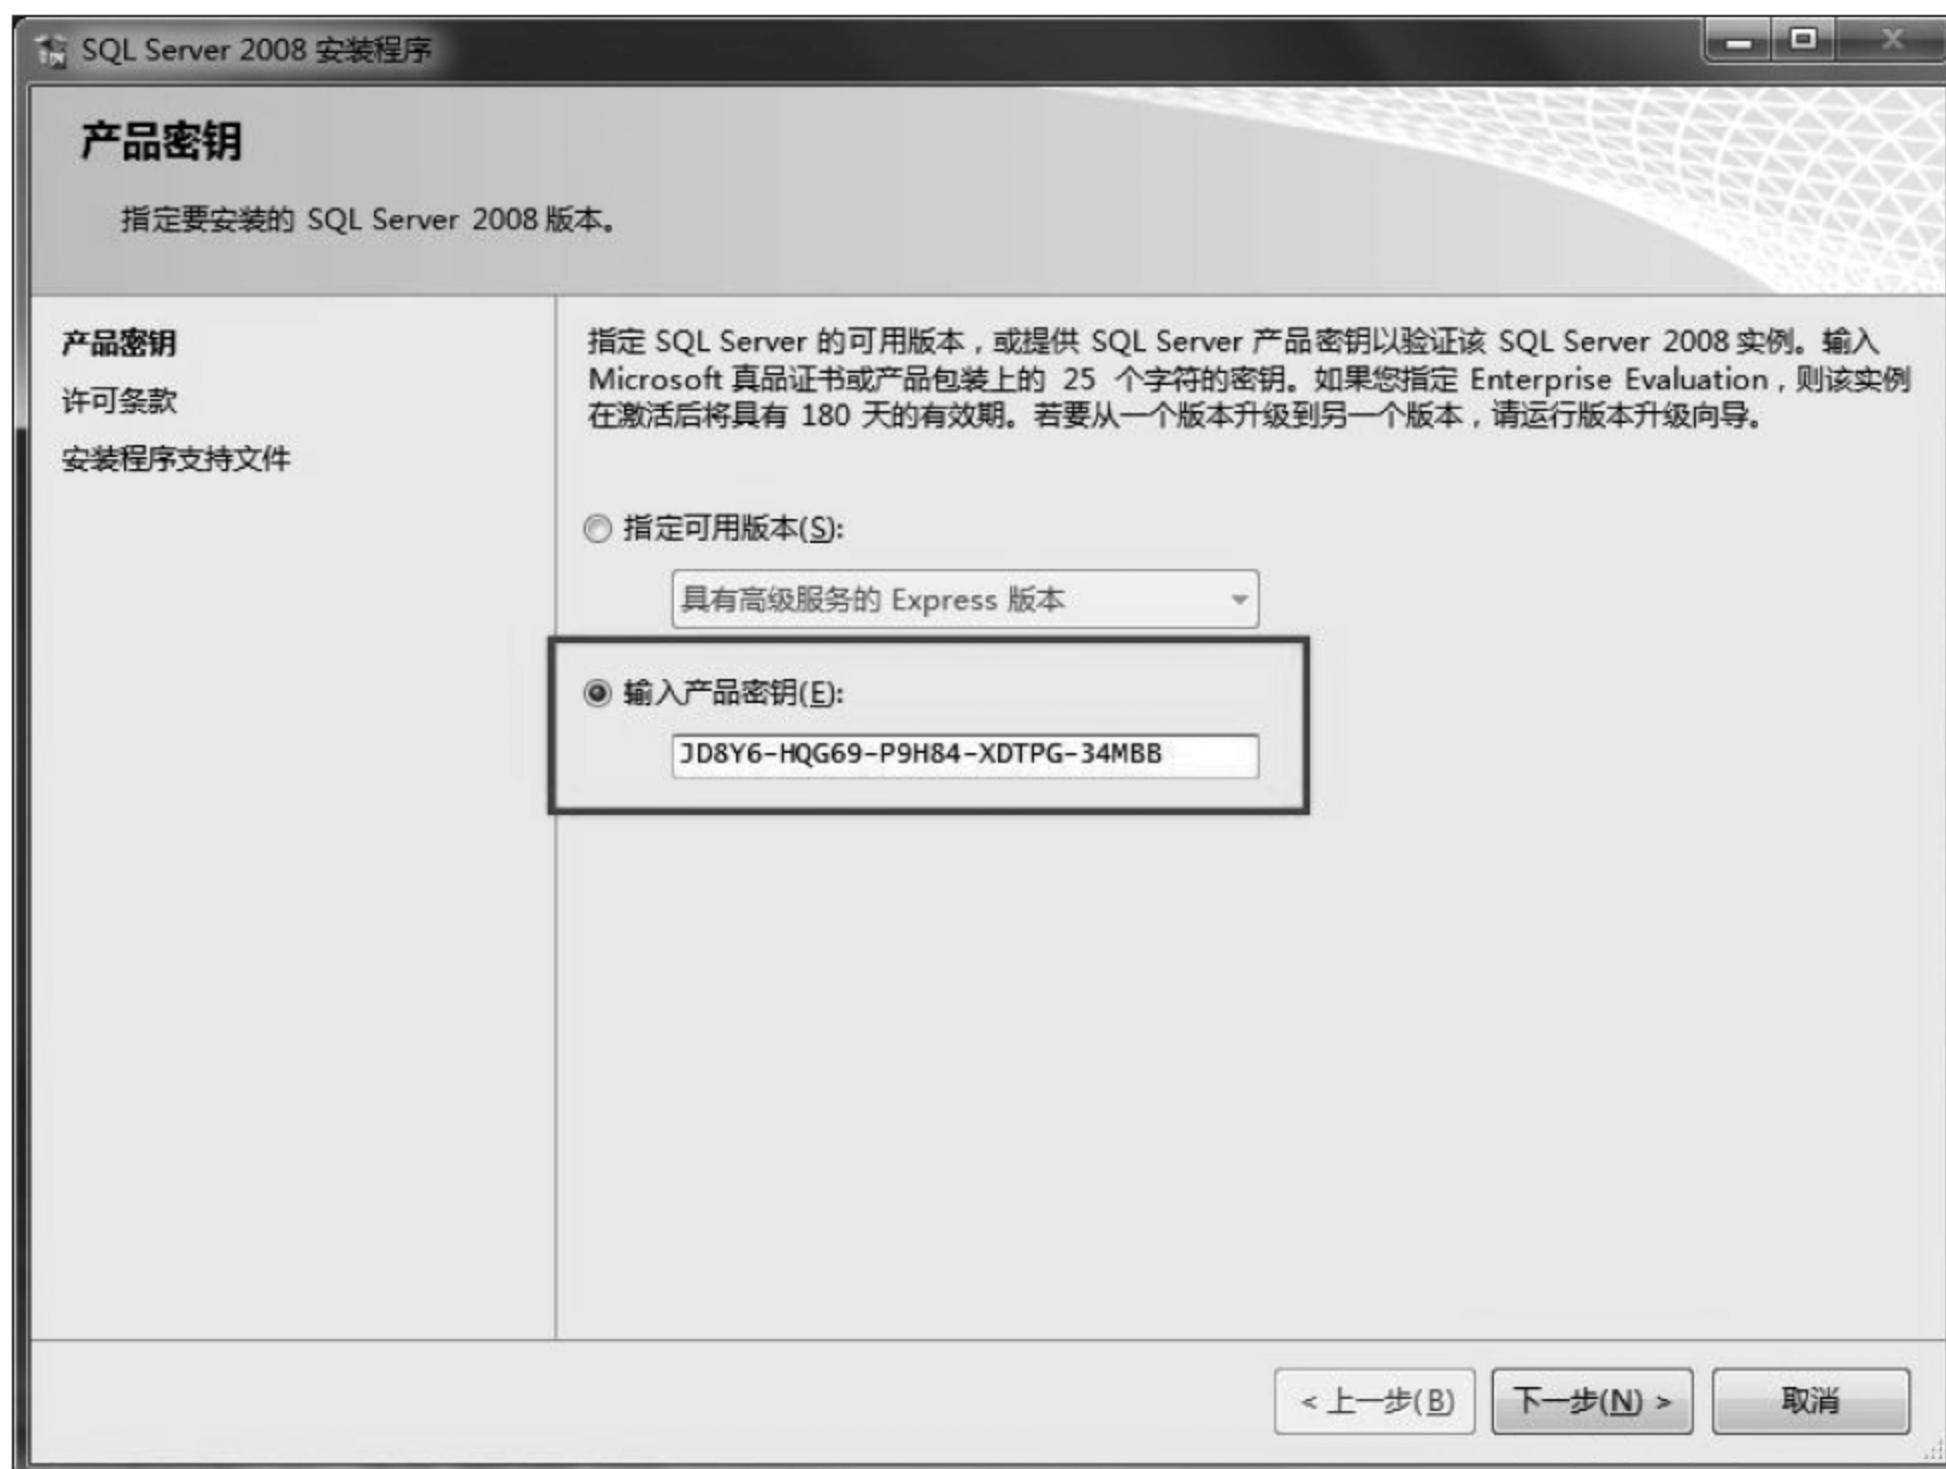 SQL Server 2008 安装程序
产品密钥
指定要安装的 SQL Server 2008 版本。
产品密钥
许可条款
安装程序支持文件
指定 SQL Server 的可用版本，或提供 SQL Server 产品密钥以验证该 SQL Server 2008 实例。输入
Microsoft 真品证书或产品包装上的 25 个字符的密钥。如果您指定 Enterprise Evaluation，则该实例
在激活后将具有 180 天的有效期。若要从一个版本升级到另一个版本，请运行版本升级向导。
指定可用版本(S):
具有高级服务的 Express 版本
输入产品密钥(E):
JD8Y6-HQG69-P9H84-XDTPG-34MBB
< 上一步(B)
下一步(N) >
取消